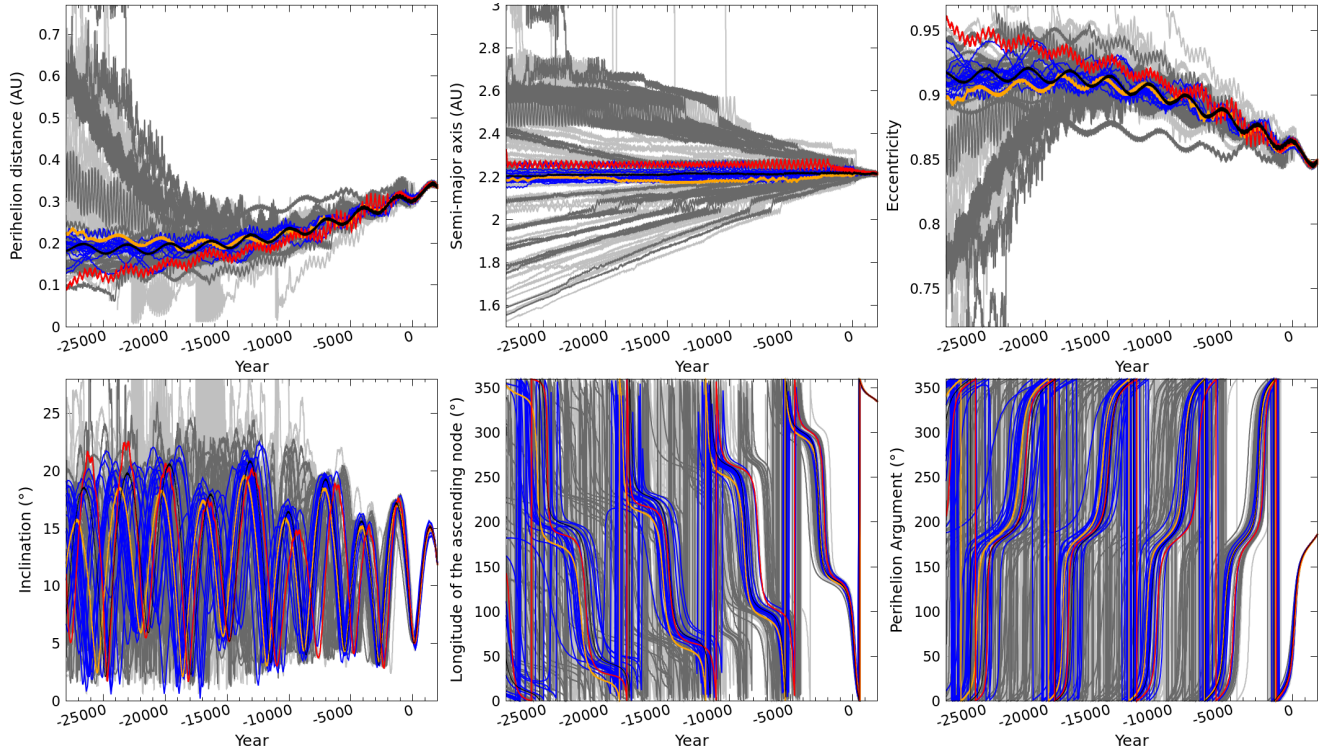 Perihelion distance (AU)
0.7
0.6
0.5
0.4
0.3
0.2
0.1
0
-25000 -20000 -15000 -10000 -5000 0
Year
Semi-major axis (AU)
3
2.8
2.6
2.4
2.2
2
1.8
1.6
-25000 -20000 -15000 -10000 -5000 0
Year
Eccentricity
0.95
0.9
0.85
0.8
0.75
-25000 -20000 -15000 -10000 -5000 0
Year
Inclination (°)
25
20
15
10
5
0
-25000 -20000 -15000 -10000 -5000 0
Year
Longitude of the ascending node (°)
350
300
250
200
150
100
50
0
-25000 -20000 -15000 -10000 -5000 0
Year
Perihelion Argument (°)
350
300
250
200
150
100
50
0
-25000 -20000 -15000 -10000 -5000 0
Year